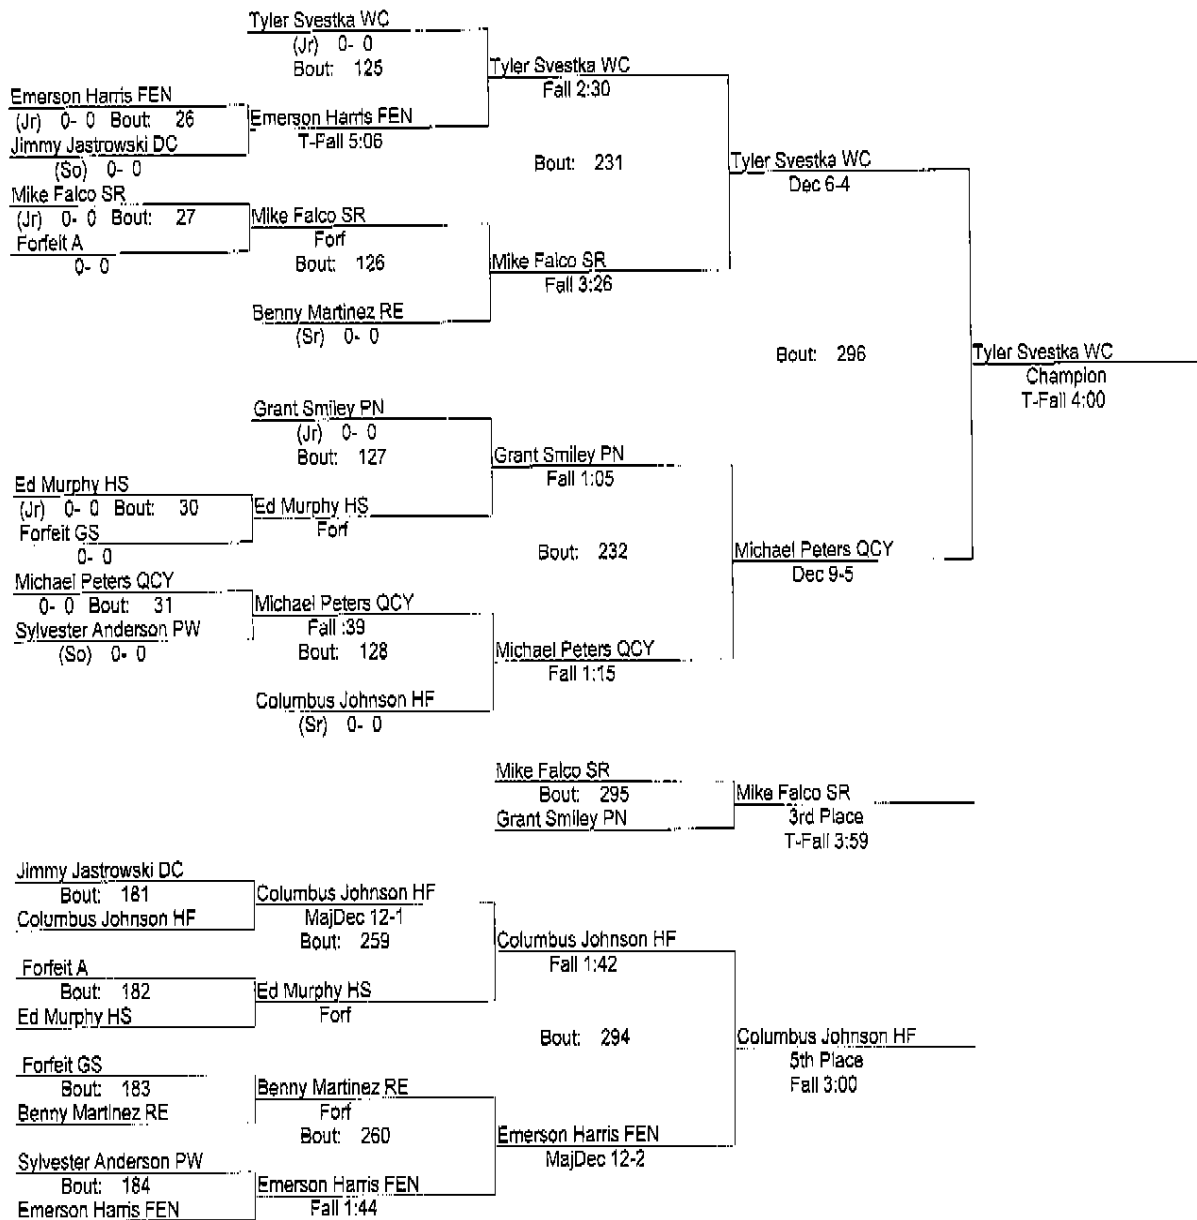 Tyler Svestka WC
(Jr) 0- 0
Bout: 125
Tyler Svestka WC
Fall 2:30
Emerson Harris FEN
(Jr) 0- 0 Bout: 26
Emerson Harris FEN
T-Fall 5:06
Jimmy Jastrowski DC
(So) 0- 0
Bout: 231
Tyler Svestka WC
Dec 6-4
Mike Falco SR
(Jr) 0- 0 Bout: 27
Mike Falco SR
Forf
Forfeit A
0- 0
Bout: 126
Mike Falco SR
Fall 3:26
Benny Martinez RE
(Sr) 0- 0
Bout: 296
Tyler Svestka WC
Champion
T-Fall 4:00
Grant Smiley PN
(Jr) 0- 0
Bout: 127
Grant Smiley PN
Fall 1:05
Ed Murphy HS
(Jr) 0- 0 Bout: 30
Ed Murphy HS
Forf
Forfeit GS
0- 0
Bout: 232
Michael Peters QCY
Dec 9-5
Michael Peters QCY
0- 0 Bout: 31
Michael Peters QCY
Fall :39
Sylvester Anderson PW
(So) 0- 0
Bout: 128
Michael Peters QCY
Fall 1:15
Columbus Johnson HF
(Sr) 0- 0
Mike Falco SR
Bout: 295
Grant Smiley PN
Mike Falco SR
3rd Place
T-Fall 3:59
Jimmy Jastrowski DC
Bout: 181
Columbus Johnson HF
Columbus Johnson HF
MajDec 12-1
Bout: 259
Columbus Johnson HF
Fall 1:42
Forfeit A
Bout: 182
Ed Murphy HS
Ed Murphy HS
Forf
Bout: 294
Columbus Johnson HF
5th Place
Fall 3:00
Forfeit GS
Bout: 183
Benny Martinez RE
Benny Martinez RE
Forf
Bout: 260
Emerson Harris FEN
MajDec 12-2
Sylvester Anderson PW
Bout: 184
Emerson Harris FEN
Emerson Harris FEN
Fall 1:44